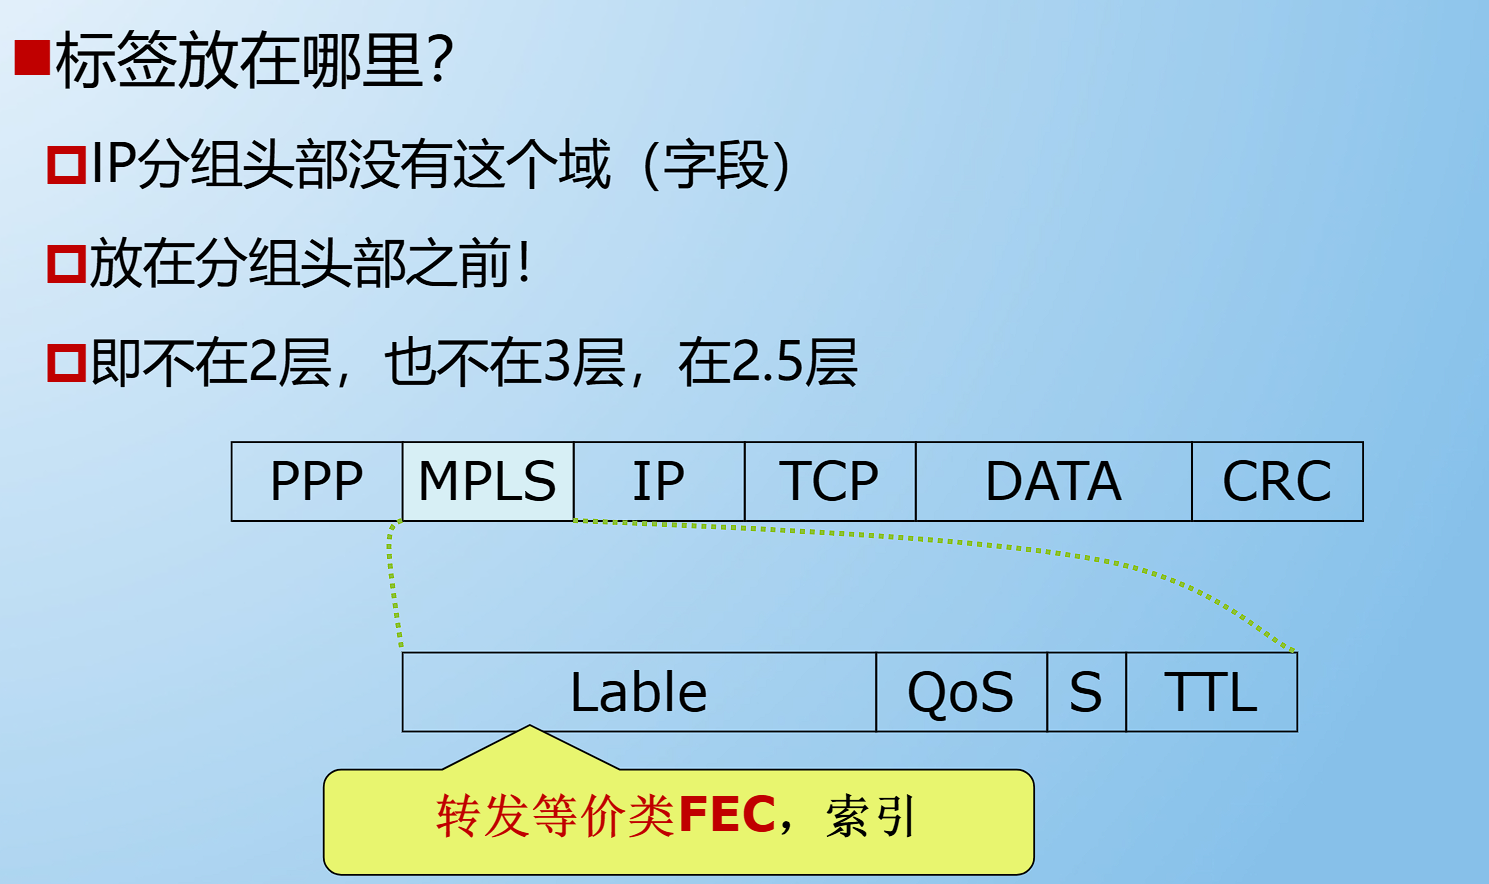 标签放在哪里？
IP分组头部没有这个域（字段）
放在分组头部之前！
即不在2层，也不在3层，在2.5层
PPP MPLS IP TCP DATA CRC
Lable QoS S TTL
转发等价类FEC，索引